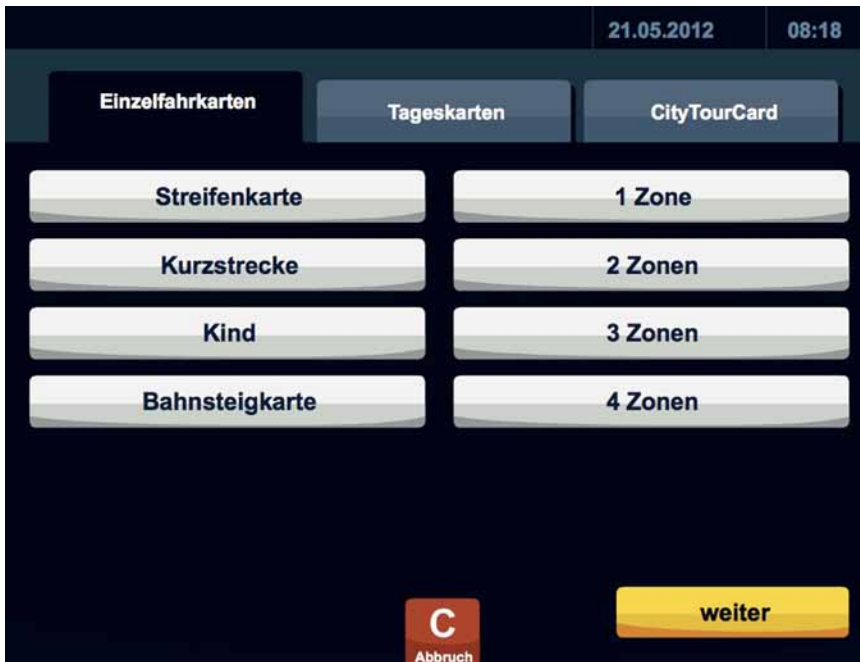 21.05.2012 08:18
Einzelfahrkarten Tageskarten CityTourCard
Streifenkarte 1 Zone
Kurzstrecke 2 Zonen
Kind 3 Zonen
Bahnsteigkarte 4 Zonen
weiter
C
Abbruch